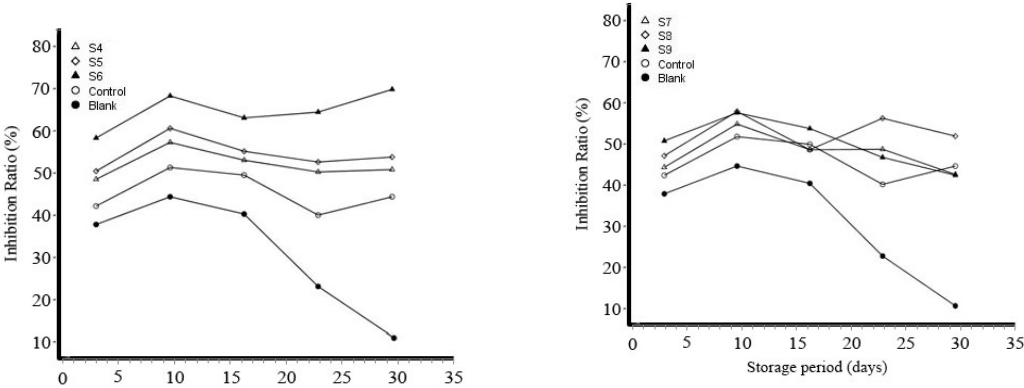 Inhibition Ratio (%)
80
70
60
50
40
30
20
10
S4
S5
S6
Control
Blank
0 5 10 15 20 25 30 35
Inhibition Ratio (%)
80
70
60
50
40
30
20
10
S7
S8
S9
Control
Blank
0 5 10 15 20 25 30 35
Storage period (days)